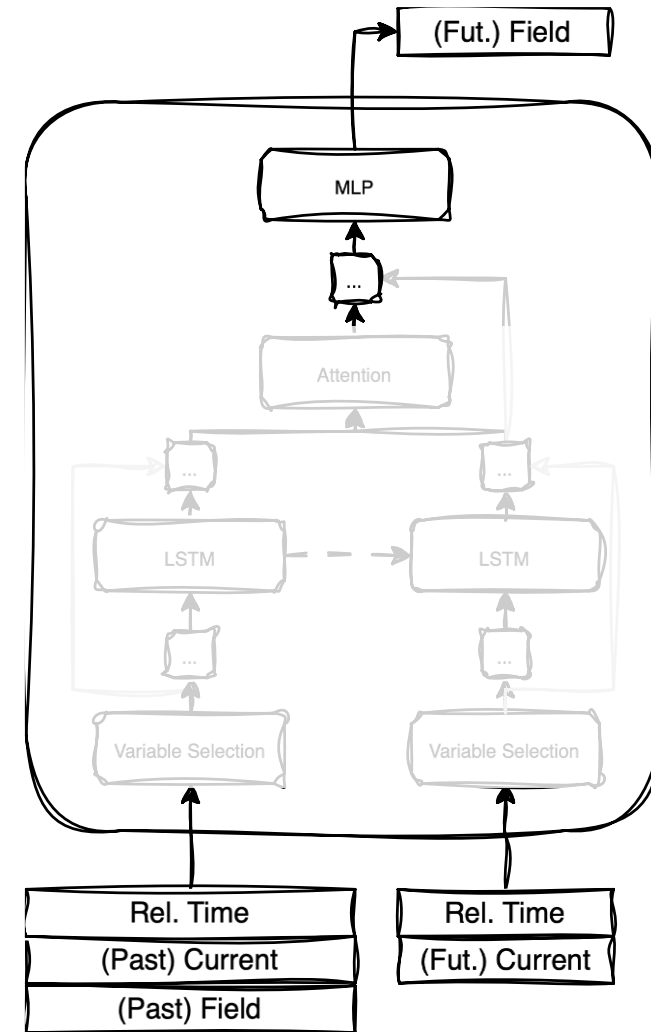 (Fut.) Field
MLP
...
Attention
...
...
LSTM
LSTM
...
...
Variable Selection
Variable Selection
Rel. Time
(Past) Current
(Past) Field
Rel. Time
(Fut.) Current